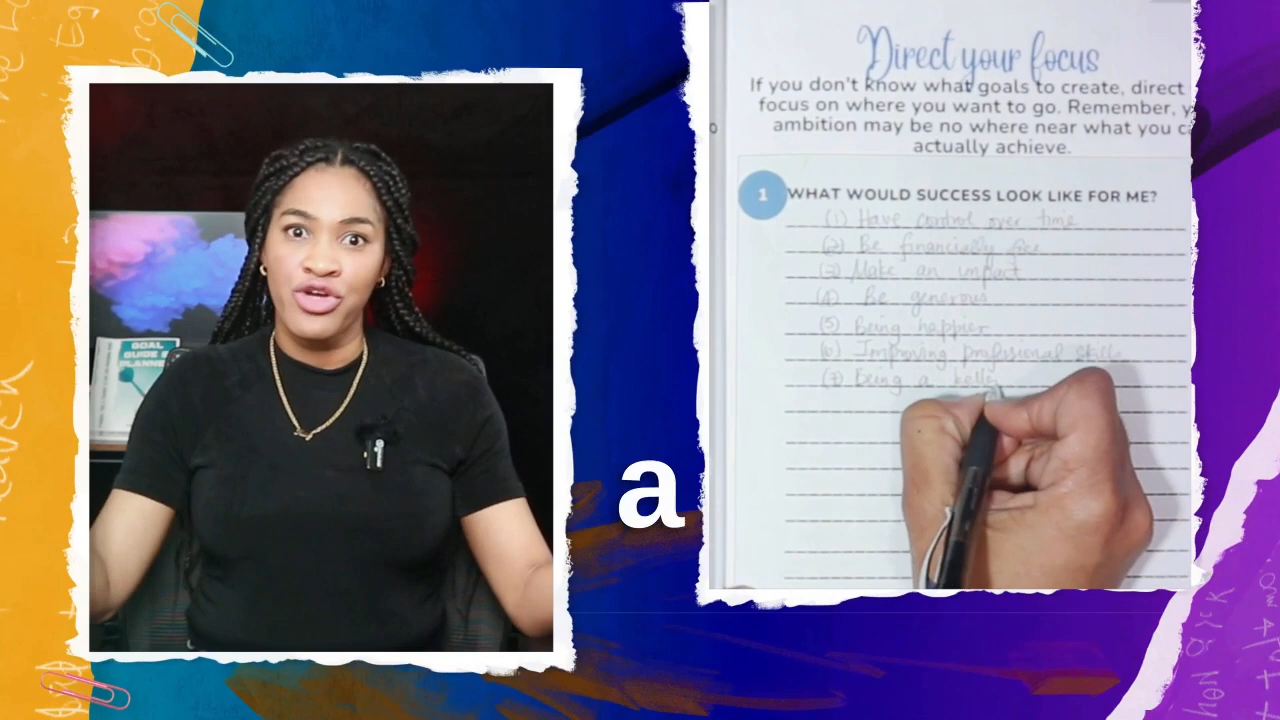 GOAL
GUIDE &
PLANNER
a
Direct your focus
If you don't know what goals to create, direct
focus on where you want to go. Remember, y
ambition may be no where near what you ca
actually achieve.
1 WHAT WOULD SUCCESS LOOK LIKE FOR ME?
(1) Have control over time
(2) Be financially free
(3) Make an impact
(4) Be generous
(5) Being happier
(6) Improving professional skills
(7) Being a